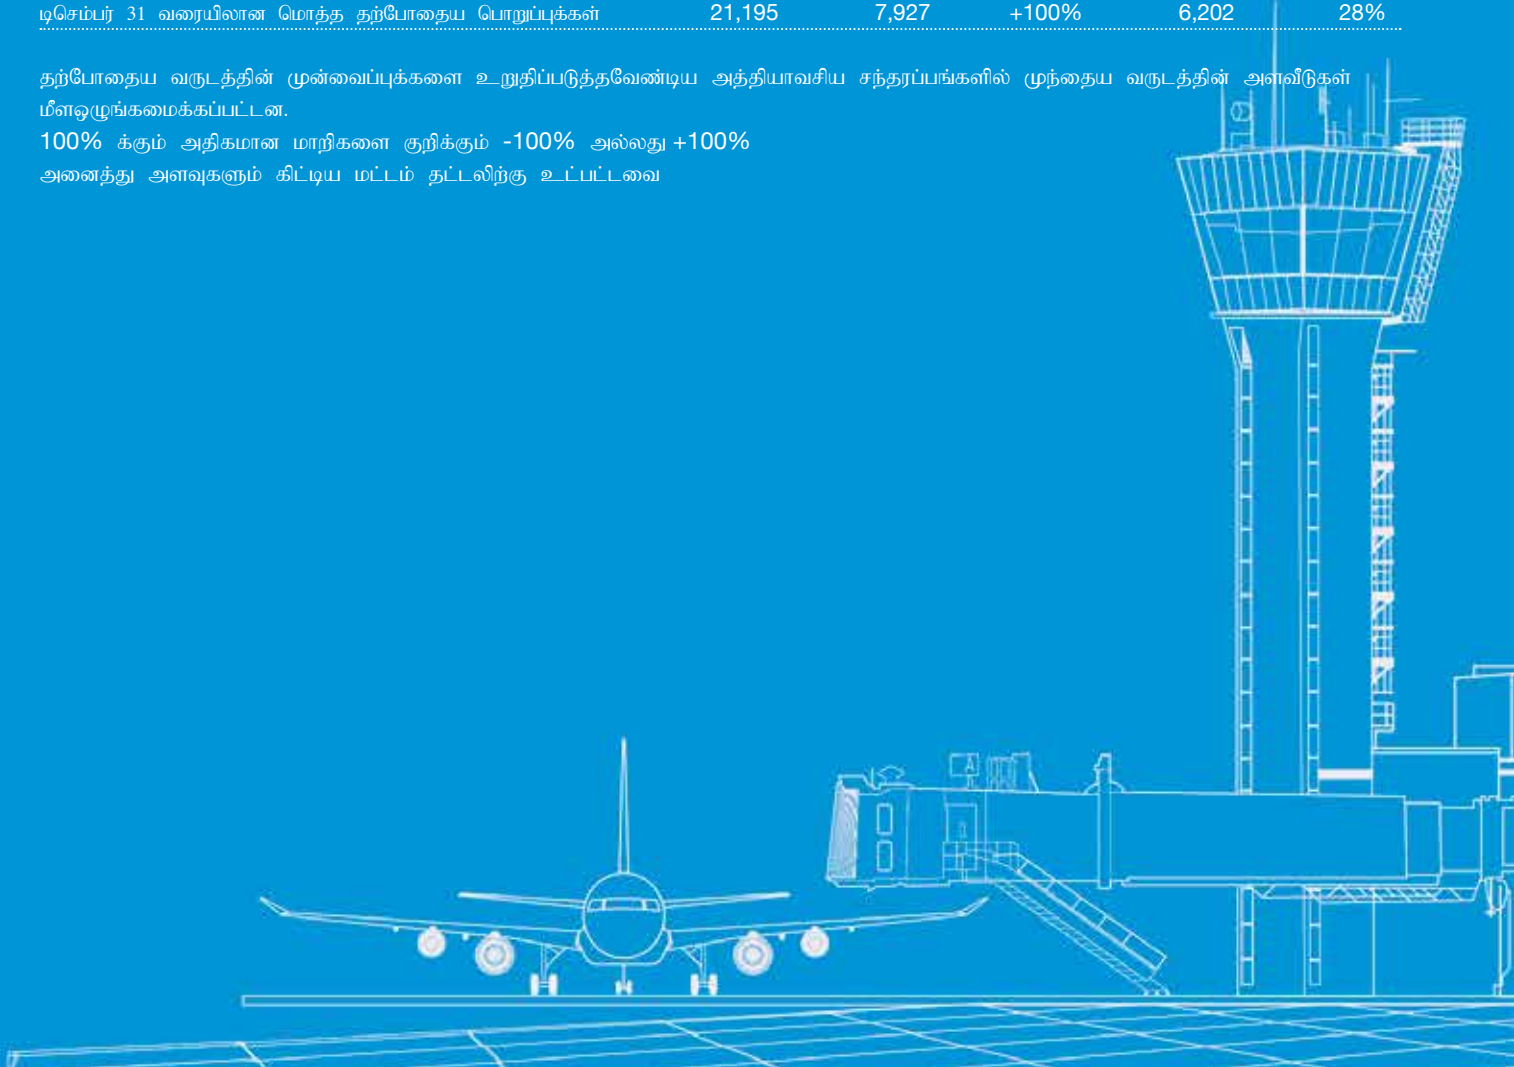 டிசெம்பர் 31 வரையிலான மொத்த தற்போதைய பொறுப்புக்கள் 21,195 7,927 +100% 6,202 28%
தற்போதைய வருடத்தின் முன்வைப்புக்களை உறுதிப்படுத்தவேண்டிய அத்தியாவசிய சந்தரப்பங்களில் முந்தைய வருடத்தின் அளவீடுகள்
மீளஒழுங்கமைக்கப்பட்டன.
100% க்கும் அதிகமான மாறிகளை குறிக்கும் -100% அல்லது +100%
அனைத்து அளவுகளும் கிட்டிய மட்டம் தட்டலிற்கு உட்பட்டவை